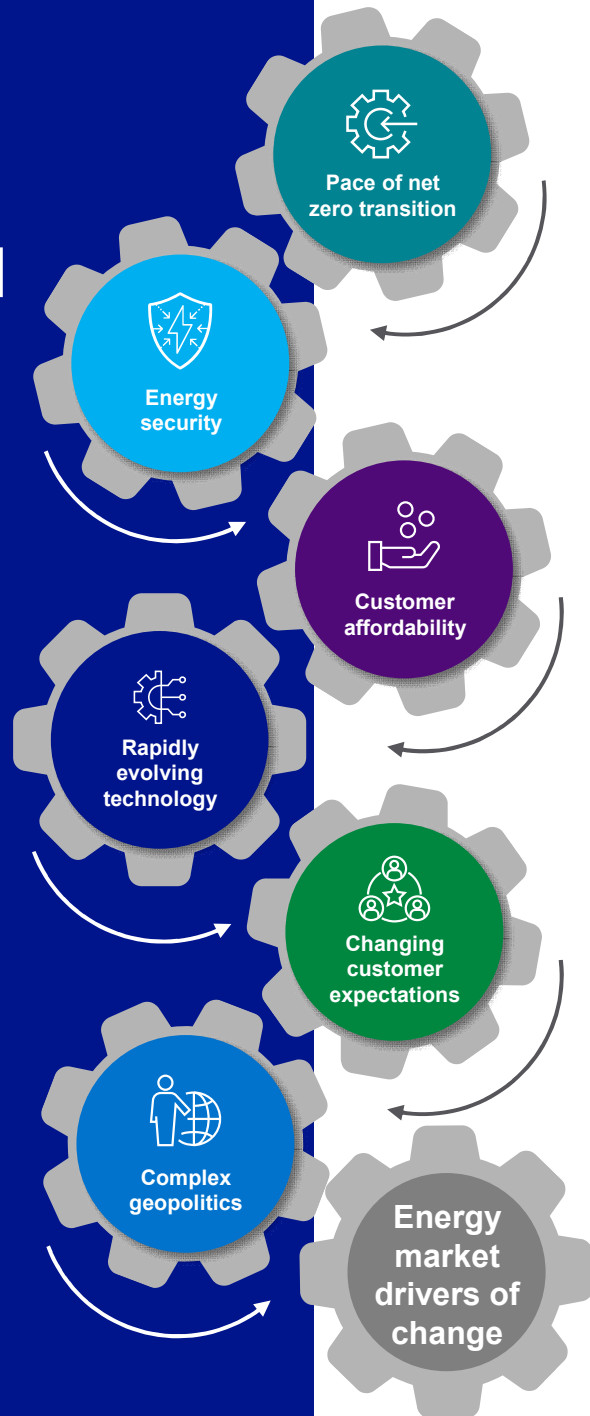 Pace of net
zero transition
Energy
security
Customer
affordability
Rapidly
evolving
technology
Changing
customer
expectations
Complex
geopolitics
Energy
market
drivers of
change